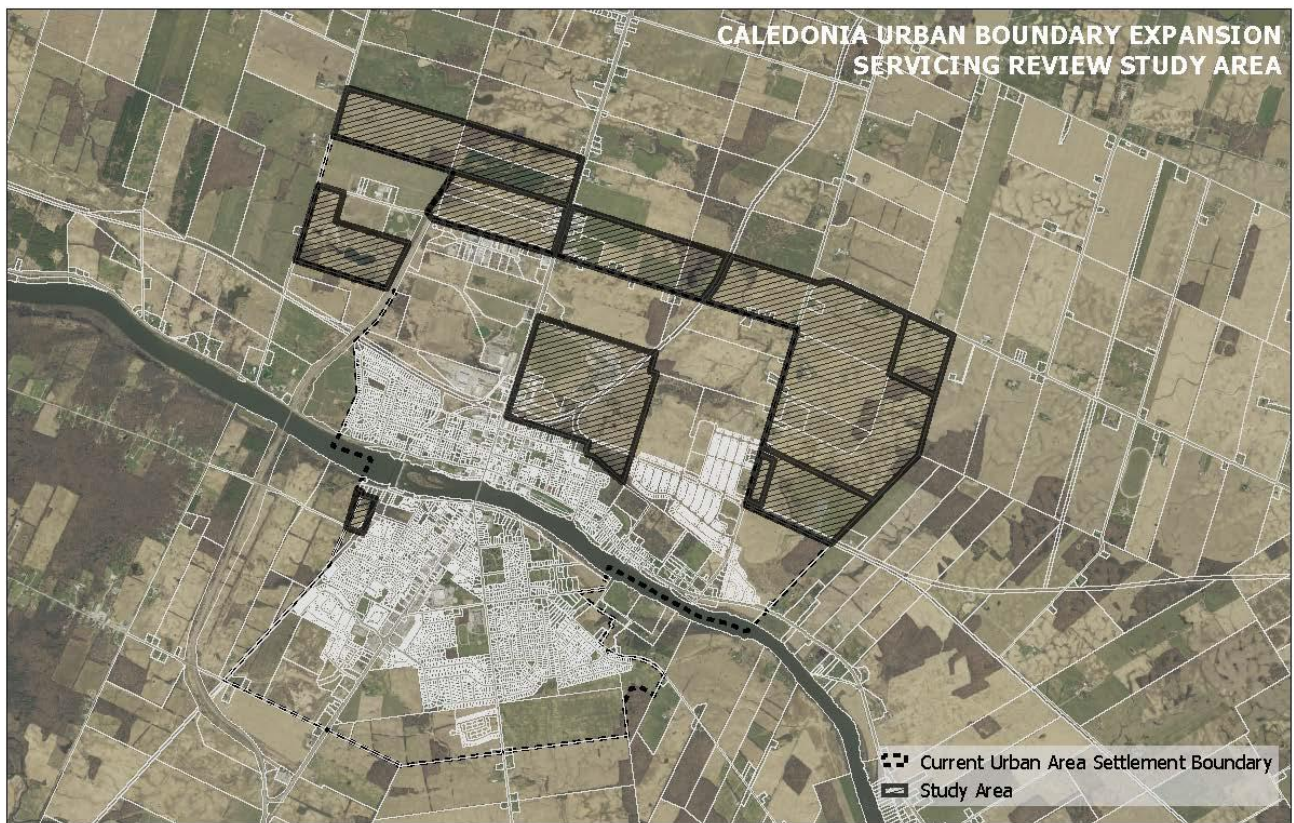 CALEDONIA URBAN BOUNDARY EXPANSION
SERVICING REVIEW STUDY AREA
Current Urban Area Settlement Boundary
Study Area